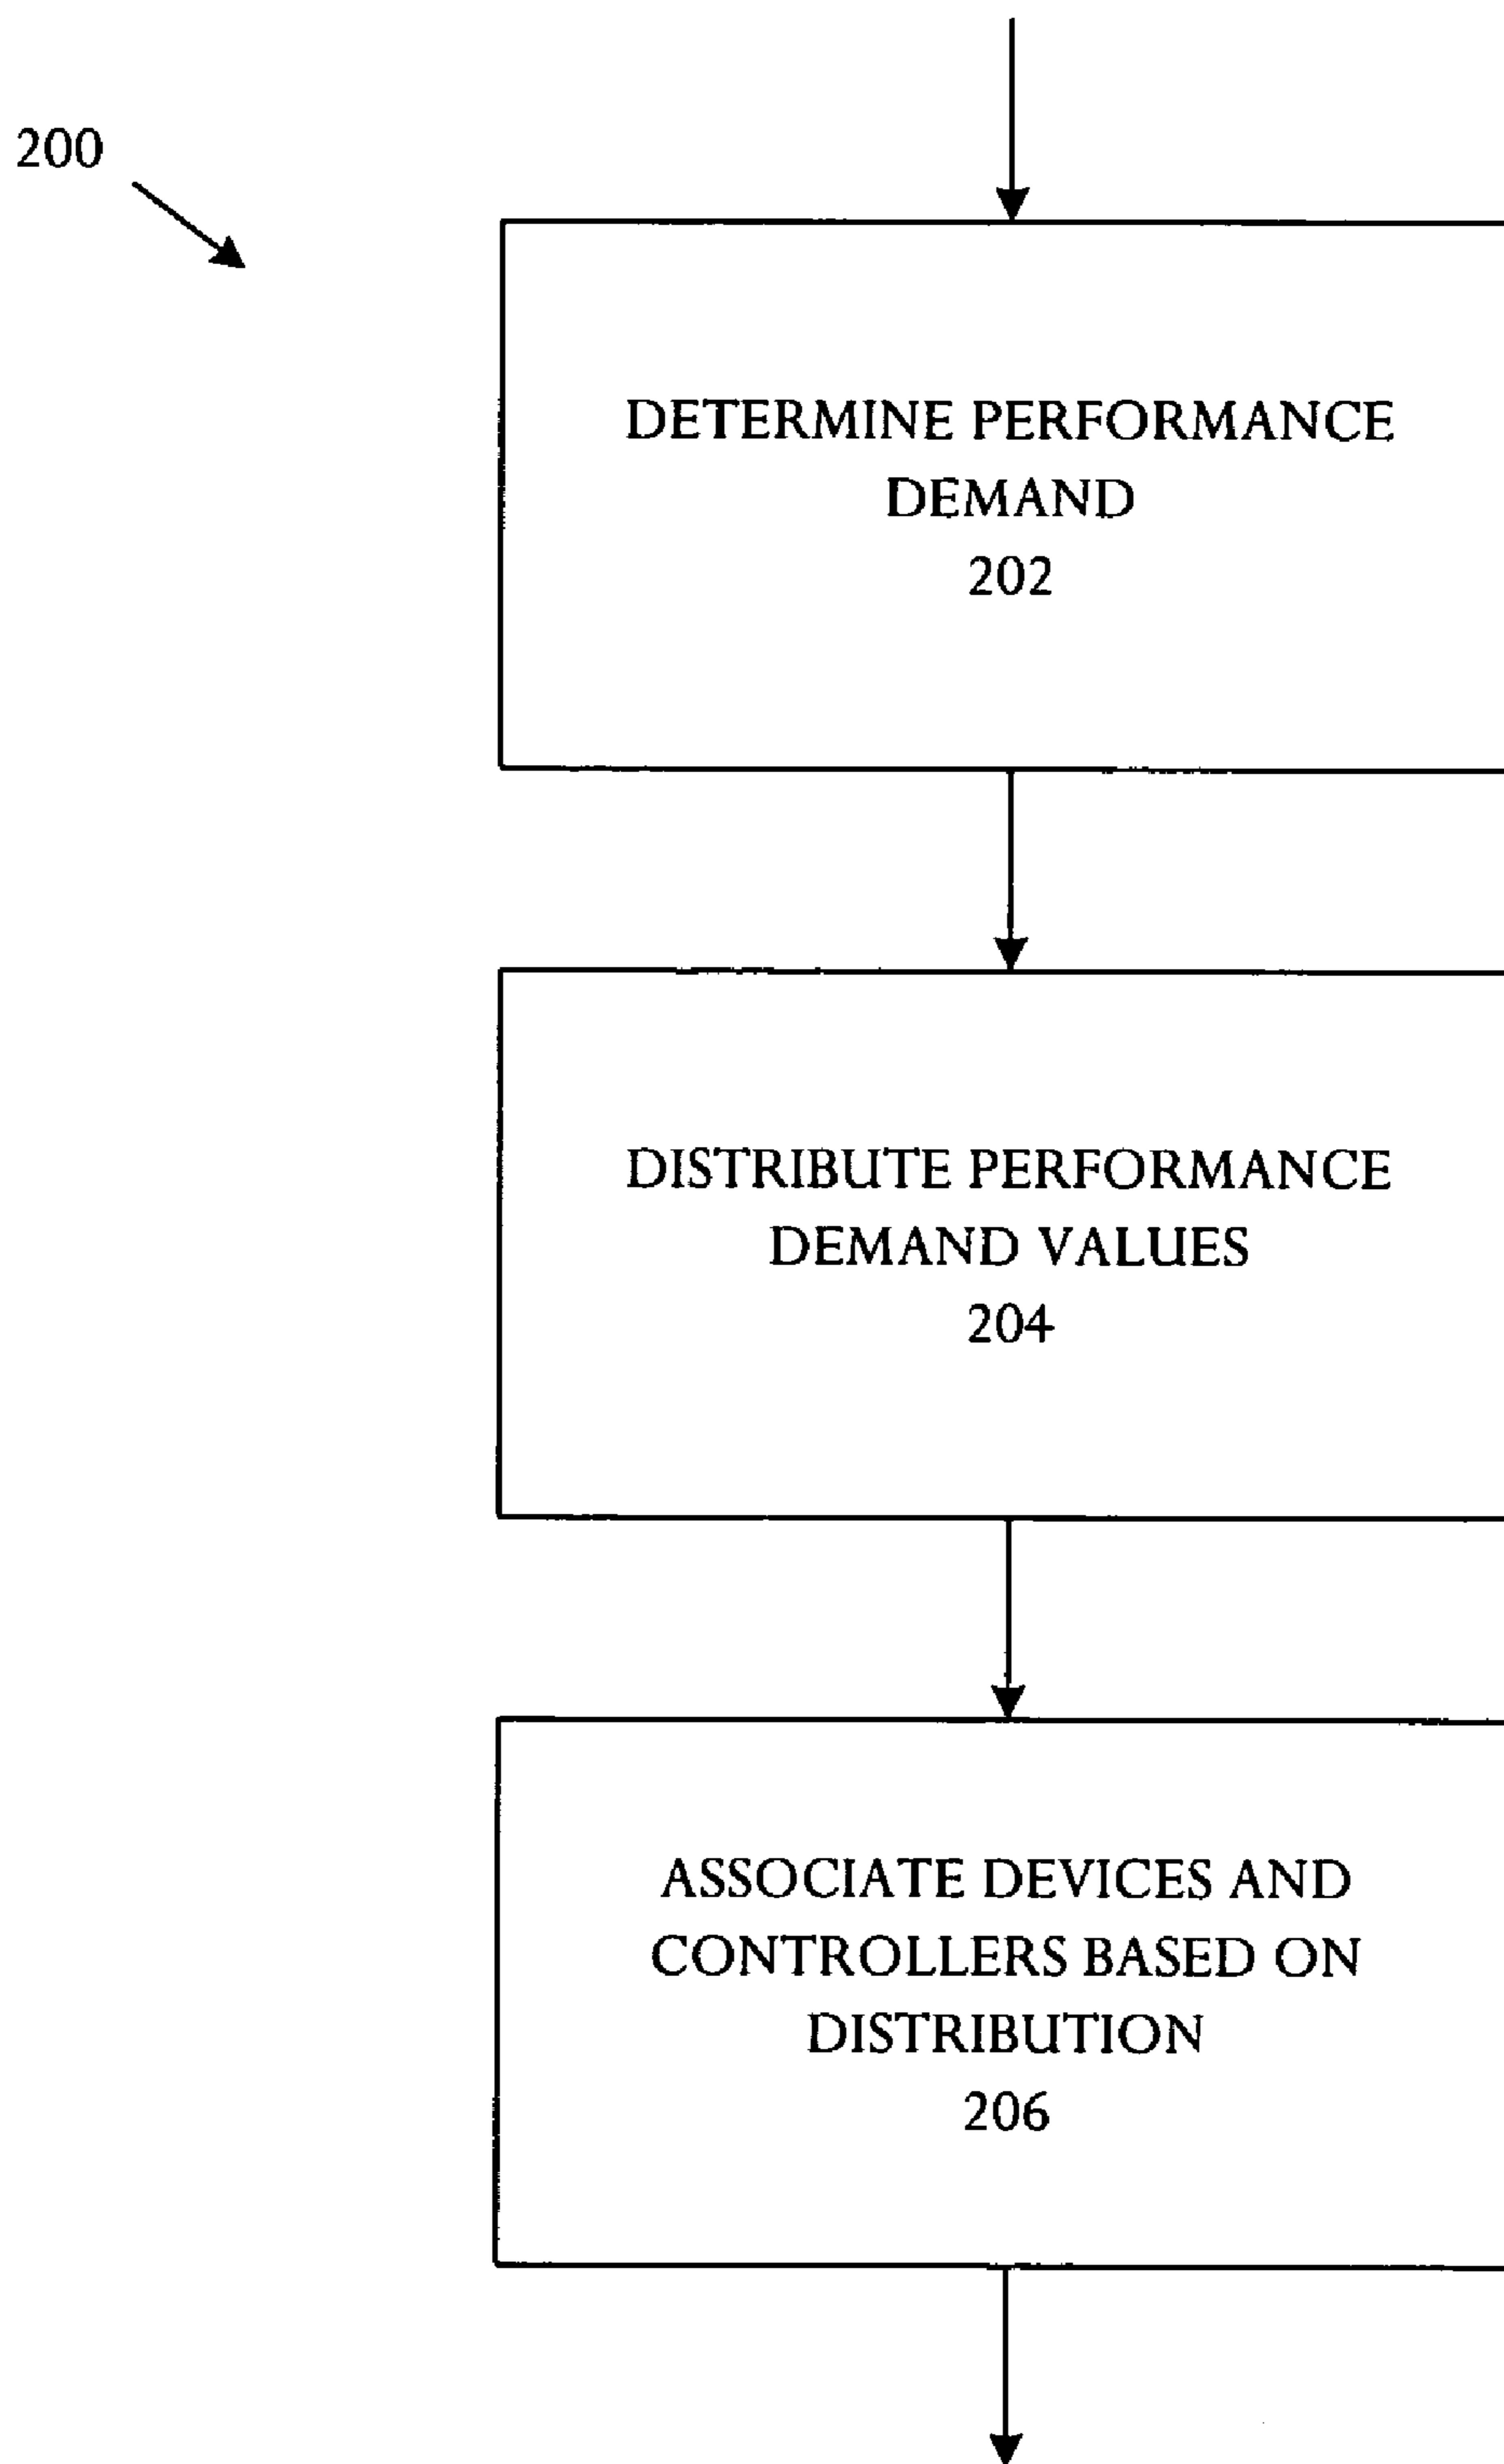 200
DETERMINE PERFORMANCE
DEMAND
202
DISTRIBUTE PERFORMANCE
DEMAND VALUES
204
ASSOCIATE DEVICES AND
CONTROLLERS BASED ON
DISTRIBUTION
206